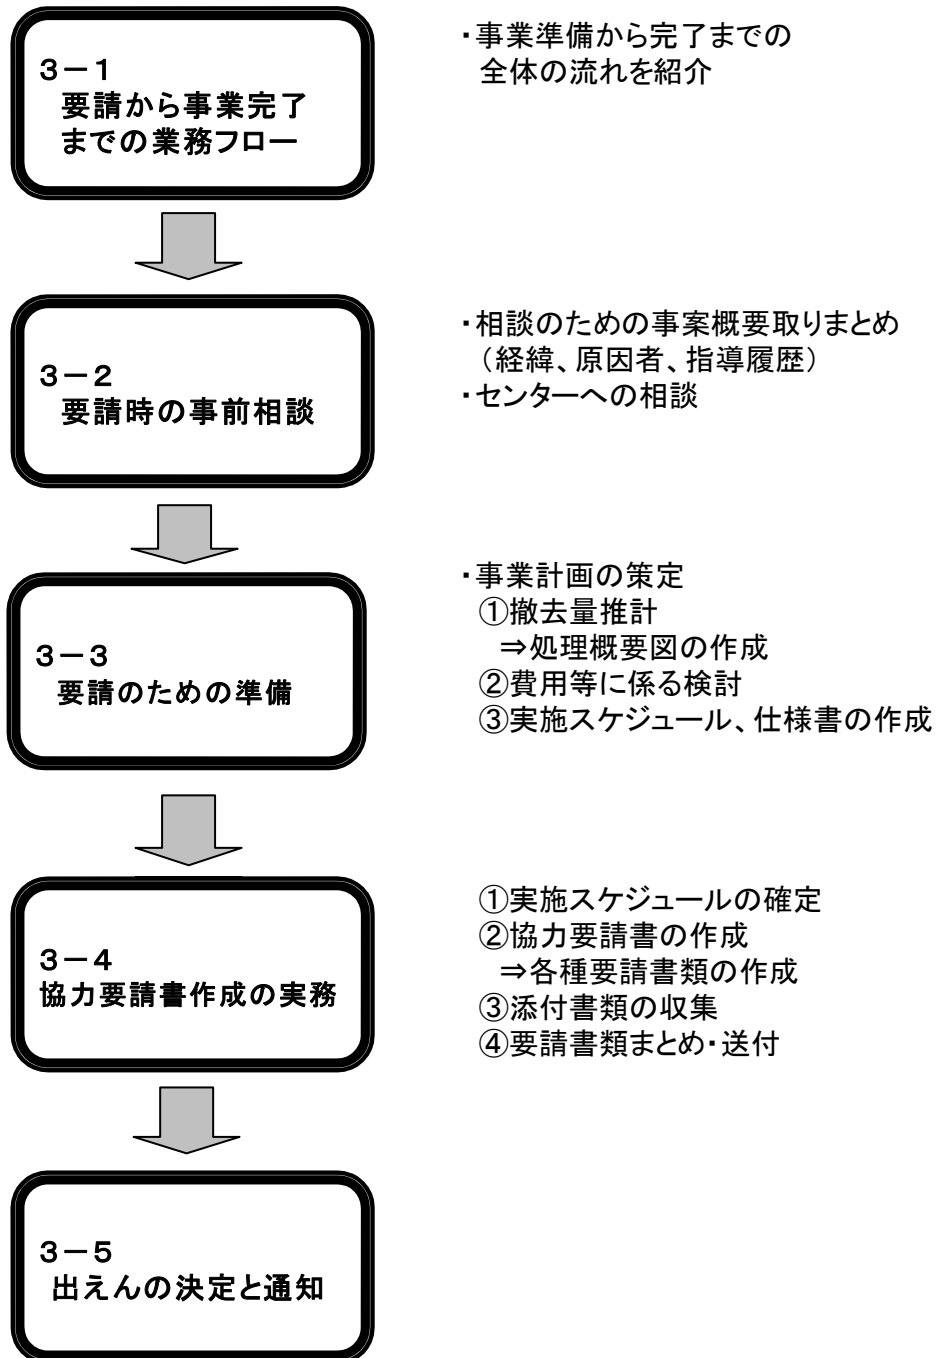 3－1
要請から事業完了
までの業務フロー
・事業準備から完了までの
全体の流れを紹介
3－2
要請時の事前相談
・相談のための事案概要取りまとめ
（経緯、原因者、指導履歴）
・センターへの相談
3－3
要請のための準備
・事業計画の策定
①撤去量推計
⇒処理概要図の作成
②費用等に係る検討
③実施スケジュール、仕様書の作成
3－4
協力要請書作成の実務
①実施スケジュールの確定
②協力要請書の作成
⇒各種要請書類の作成
③添付書類の収集
④要請書類まとめ・送付
3－5
出えんの決定と通知